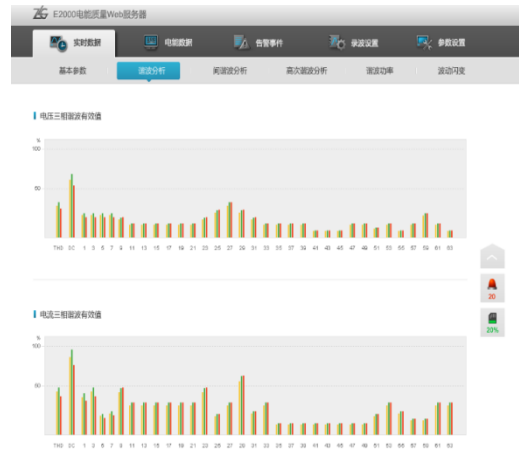 E2000电能质量Web服务器
实时数据 电能数据 告警事件 录波设置 参数设置
基本参数 谐波分析 间谐波分析 高次谐波分析 谐波功率 波动闪变
电压三相谐波有效值
%
100
50
THD DC 1 3 5 7 9 11 13 15 17 19 21 23 25 27 29 31 33 35 37 39 41 43 45 47 49 51 53 55 57 59 61 63
20
20%
电流三相谐波有效值
%
100
50
THD DC 1 3 5 7 9 11 13 15 17 19 21 23 25 27 29 31 33 35 37 39 41 43 45 47 49 51 53 55 57 59 61 63